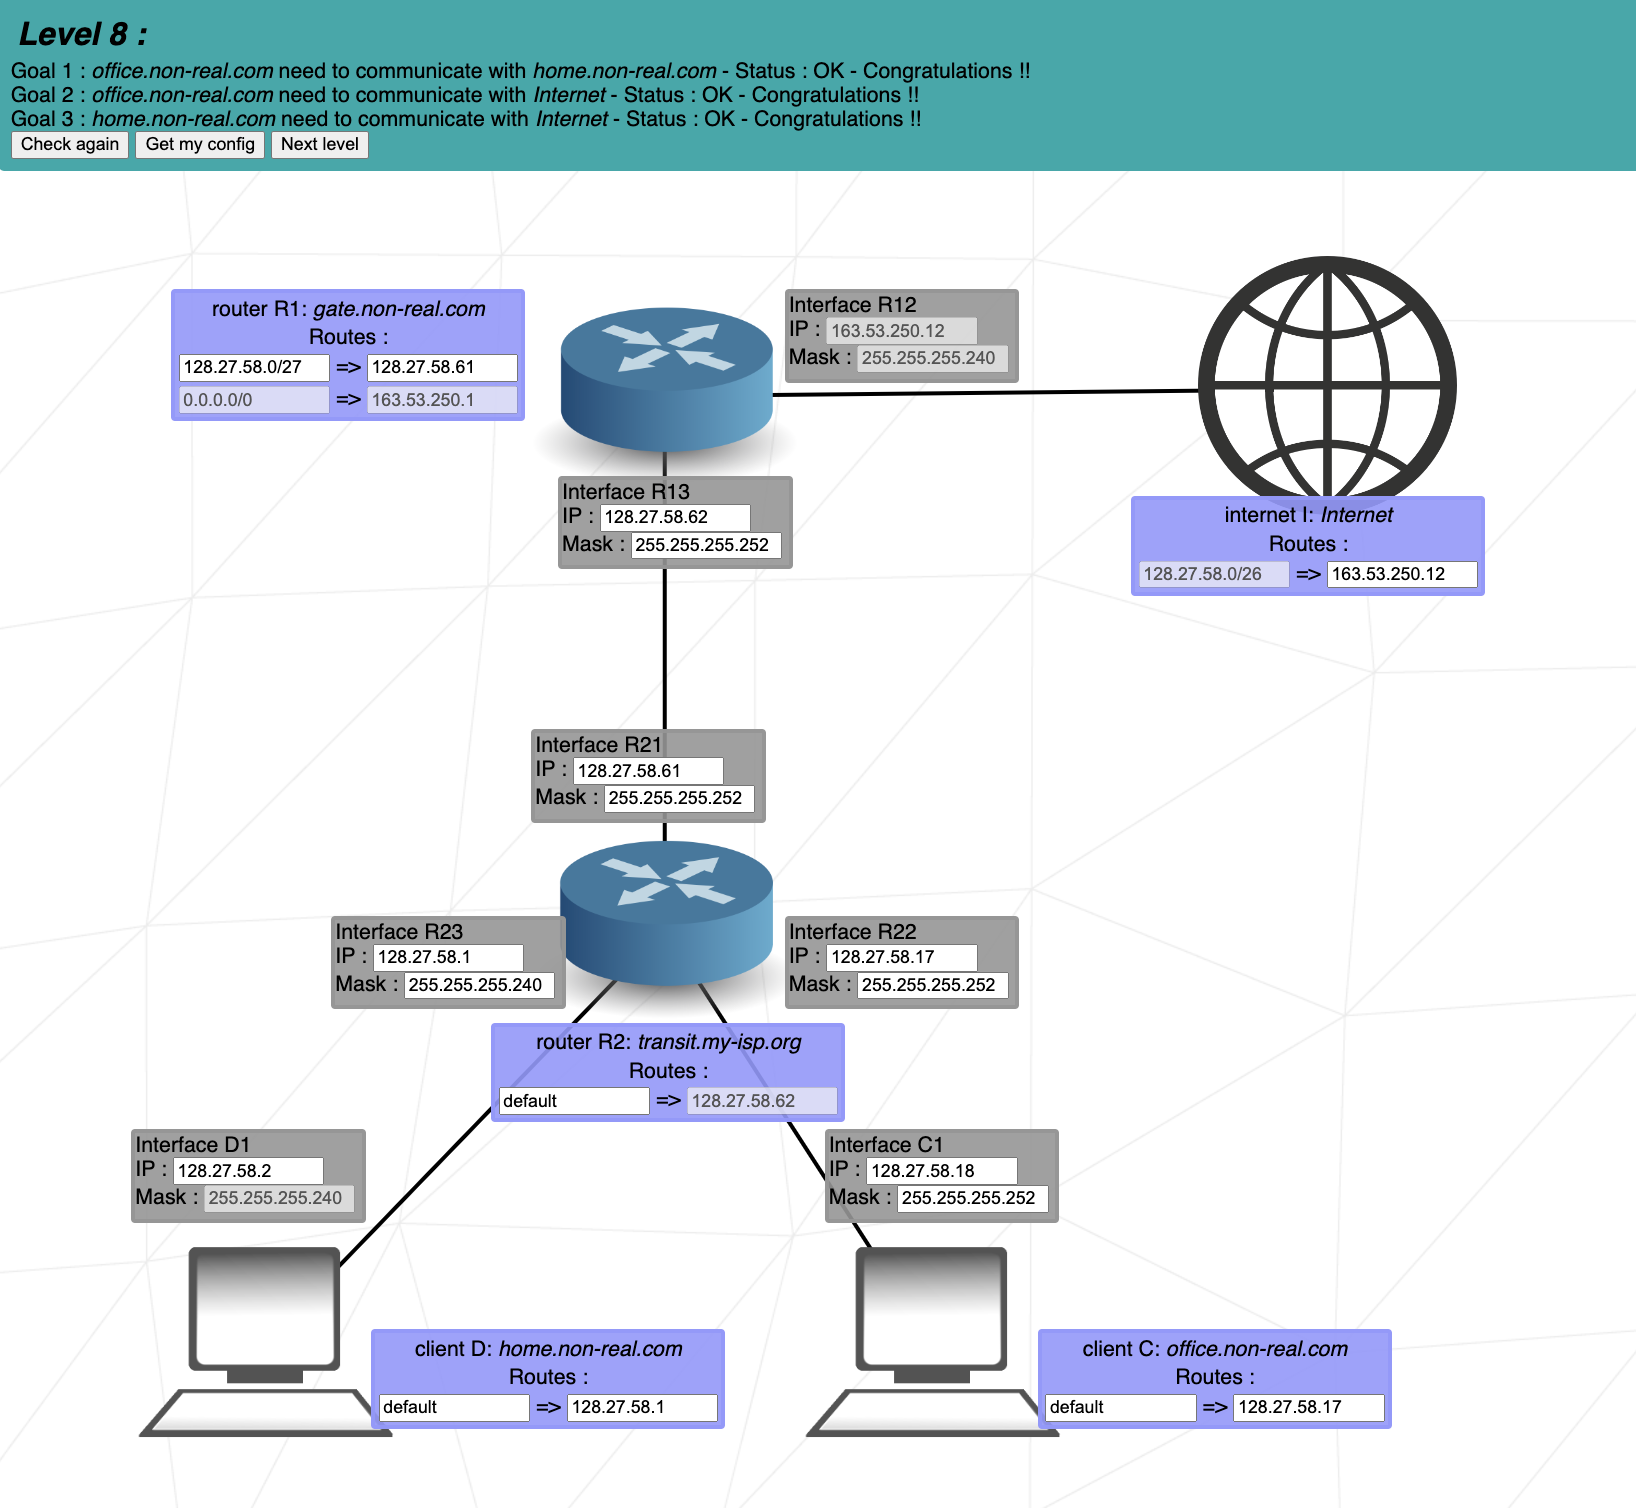 Level 8 :
Goal 1 : office.non-real.com need to communicate with home.non-real.com - Status : OK - Congratulations !!
Goal 2 : office.non-real.com need to communicate with Internet - Status : OK - Congratulations !!
Goal 3 : home.non-real.com need to communicate with Internet - Status : OK - Congratulations !!
Check again Get my config Next level
router R1: gate.non-real.com
Routes :
128.27.58.0/27 => 128.27.58.61
0.0.0.0/0 => 163.53.250.1
Interface R12
IP : 163.53.250.12
Mask : 255.255.255.240
Interface R13
IP : 128.27.58.62
Mask : 255.255.255.252
internet I: Internet
Routes :
128.27.58.0/26 => 163.53.250.12
Interface R21
IP : 128.27.58.61
Mask : 255.255.255.252
Interface R23
IP : 128.27.58.1
Mask : 255.255.255.240
Interface R22
IP : 128.27.58.17
Mask : 255.255.255.252
router R2: transit.my-isp.org
Routes :
default => 128.27.58.62
Interface D1
IP : 128.27.58.2
Mask : 255.255.255.240
Interface C1
IP : 128.27.58.18
Mask : 255.255.255.252
client D: home.non-real.com
Routes :
default => 128.27.58.1
client C: office.non-real.com
Routes :
default => 128.27.58.17